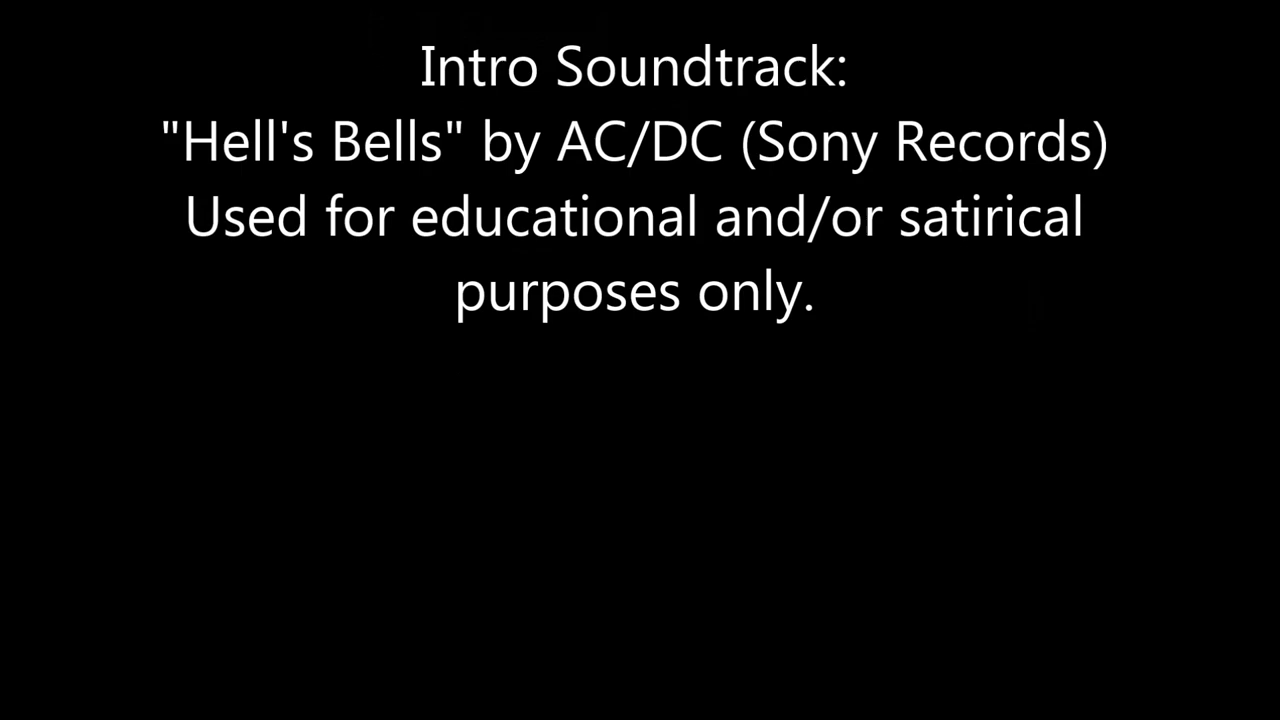 Intro Soundtrack:
"Hell's Bells" by AC/DC (Sony Records)
Used for educational and/or satirical
purposes only.